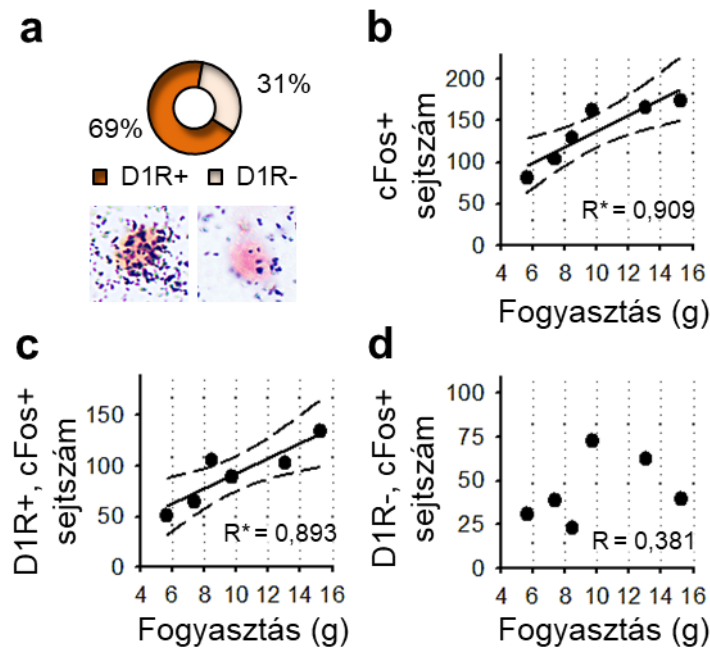 a
31%
69%
D1R+ D1R-
b
200
150
100
50
0
cFos+
sejtszám
R* = 0,909
4 6 8 10 12 14 16
Fogyasztás (g)
c
150
100
50
0
D1R+, cFos+
sejtszám
R* = 0,893
4 6 8 10 12 14 16
Fogyasztás (g)
d
100
75
50
25
0
D1R-, cFos+
sejtszám
R = 0,381
4 6 8 10 12 14 16
Fogyasztás (g)